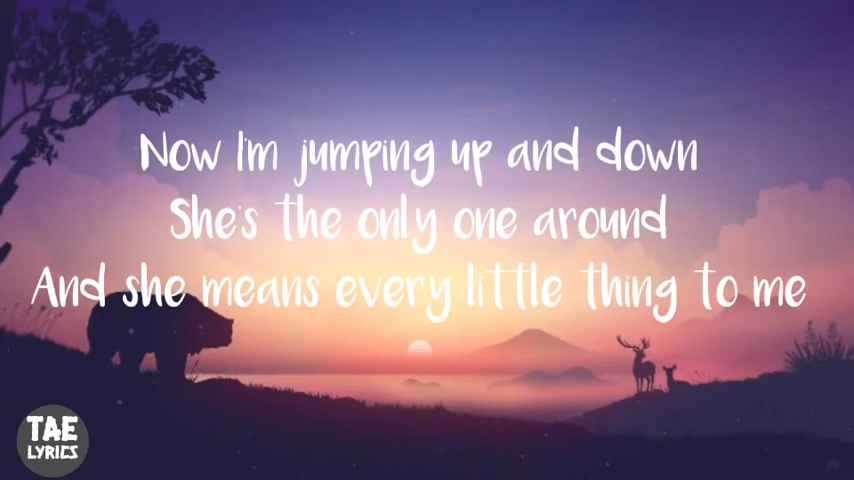 Now I'm jumping up and down
She's the only one around
And she means every little thing to me
TAE
LYRICS